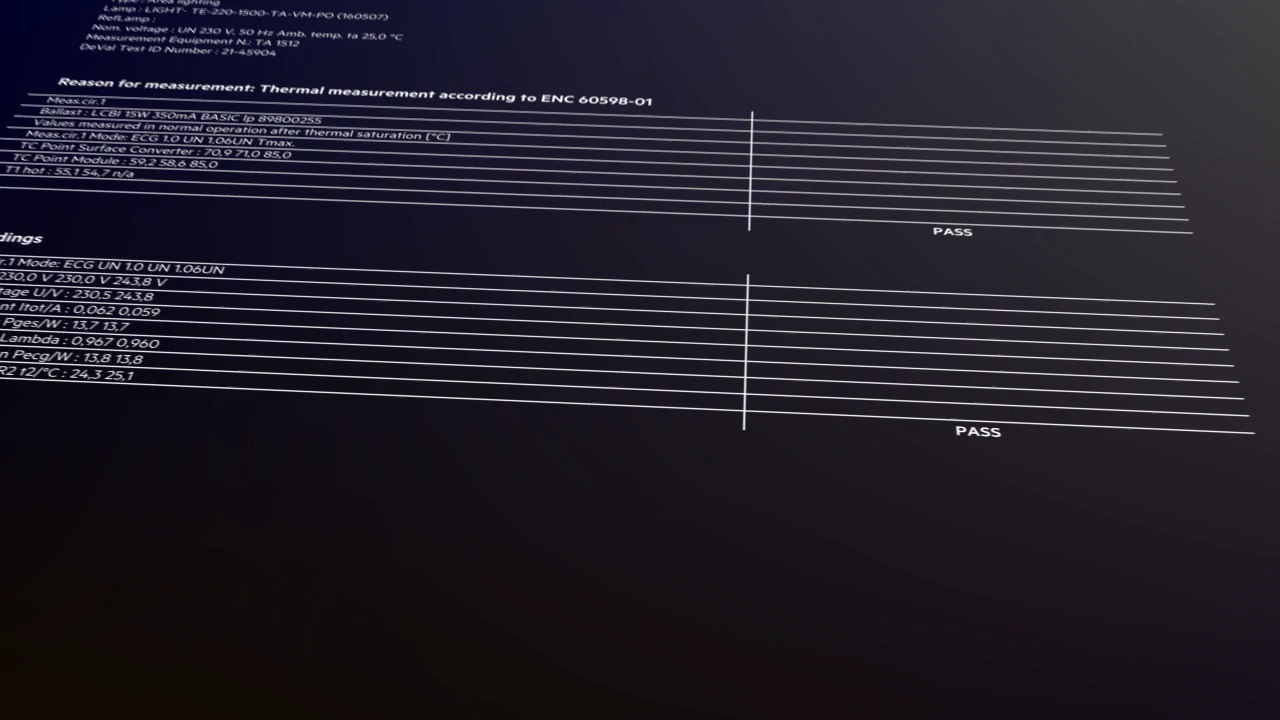 Type : Area lighting
Lamp : LIGHT- TE-220-1500-TA-VM-PO (160507)
RefLamp :
Nom. voltage : UN 230 V, 50 Hz Amb. temp. ta 25,0 °C
Measurement Equipment N.: TA 1512
DeVal Test ID Number : 21-45904
Reason for measurement: Thermal measurement according to ENC 60598-01
Meas.cir.1
Ballast : LCBI 15W 350mA BASIC lp 89800255
Values measured in normal operation after thermal saturation [°C]
Meas.cir.1 Mode: ECG 1.0 UN 1.06UN Tmax.
TC Point Surface Converter : 70,9 71,0 85,0
TC Point Module : 59,2 58,6 85,0
T1 hot : 55,1 54,7 n/a
PASS
dings
r.1 Mode: ECG UN 1.0 UN 1.06UN
230,0 V 230,0 V 243,8 V
tage U/V : 230,5 243,8
nt Itot/A : 0,062 0,059
Pges/W : 13,7 13,7
Lambda : 0,967 0,960
n Pecg/W : 13,8 13,8
R2 t2/°C : 24,3 25,1
PASS